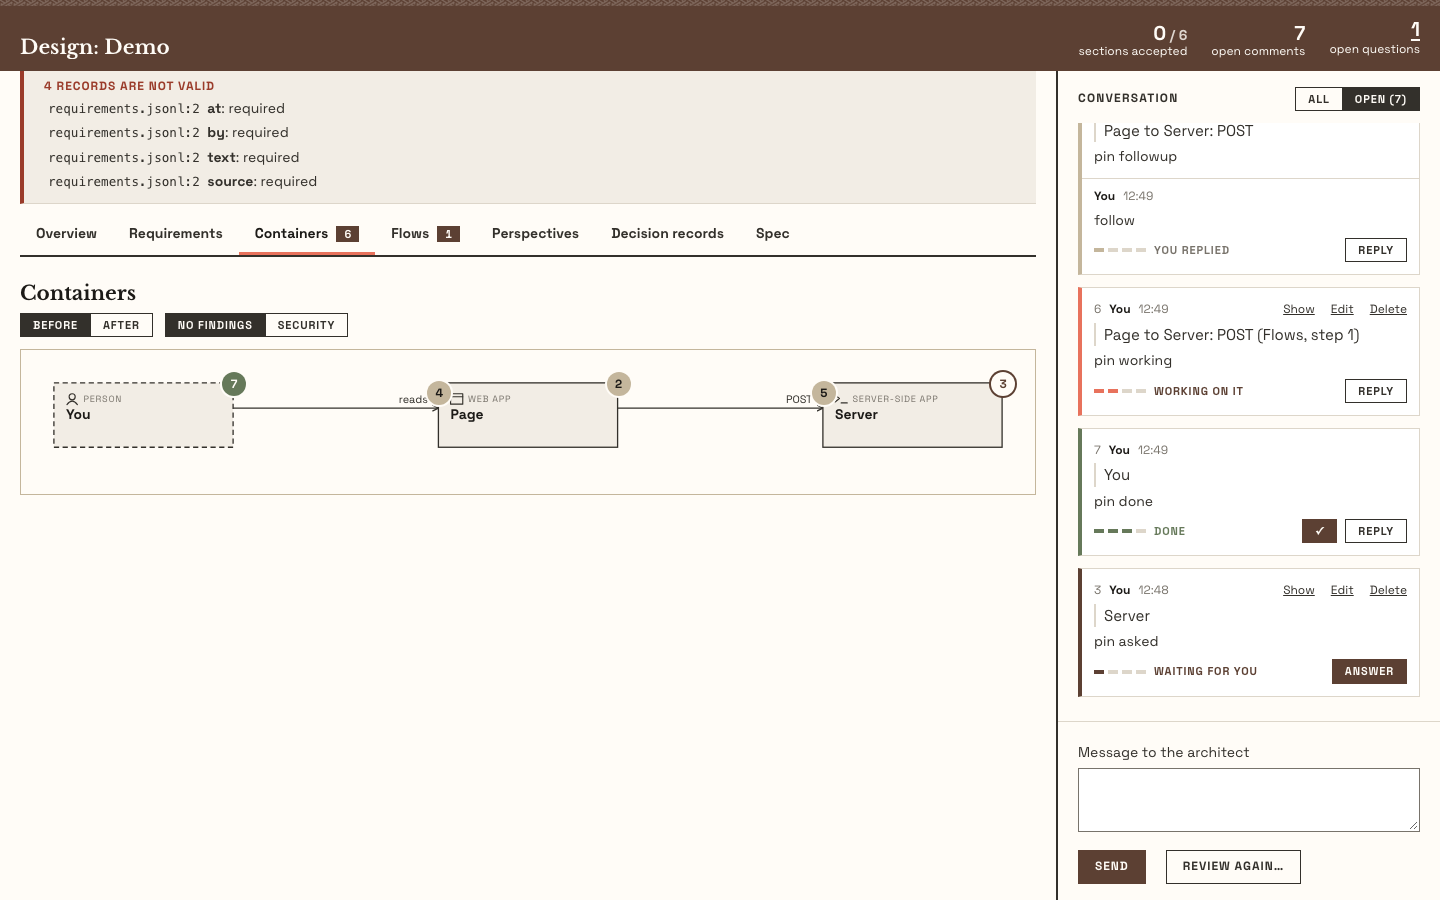 Design: Demo
0 / 6
sections accepted
7
open comments
1
open questions
4 RECORDS ARE NOT VALID
requirements.jsonl:2 at: required
requirements.jsonl:2 by: required
requirements.jsonl:2 text: required
requirements.jsonl:2 source: required
Overview
Requirements
Containers 6
Flows 1
Perspectives
Decision records
Spec
Containers
BEFORE AFTER
NO FINDINGS SECURITY
PERSON
You
7
reads
4
WEB APP
Page
2
POST
5
SERVER-SIDE APP
Server
3
CONVERSATION
ALL OPEN (7)
Page to Server: POST
pin followup
You 12:49
follow
YOU REPLIED
REPLY
6 You 12:49 Show Edit Delete
Page to Server: POST (Flows, step 1)
pin working
WORKING ON IT
REPLY
7 You 12:49
You
pin done
DONE
✓
REPLY
3 You 12:48 Show Edit Delete
Server
pin asked
WAITING FOR YOU
ANSWER
Message to the architect
SEND
REVIEW AGAIN…